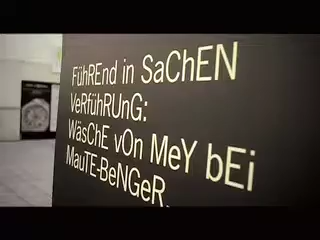 FühREnd in SaChEN
VeRfühRUnG:
WäsChE vOn MeY bEi
MauTE-BeNGeR.